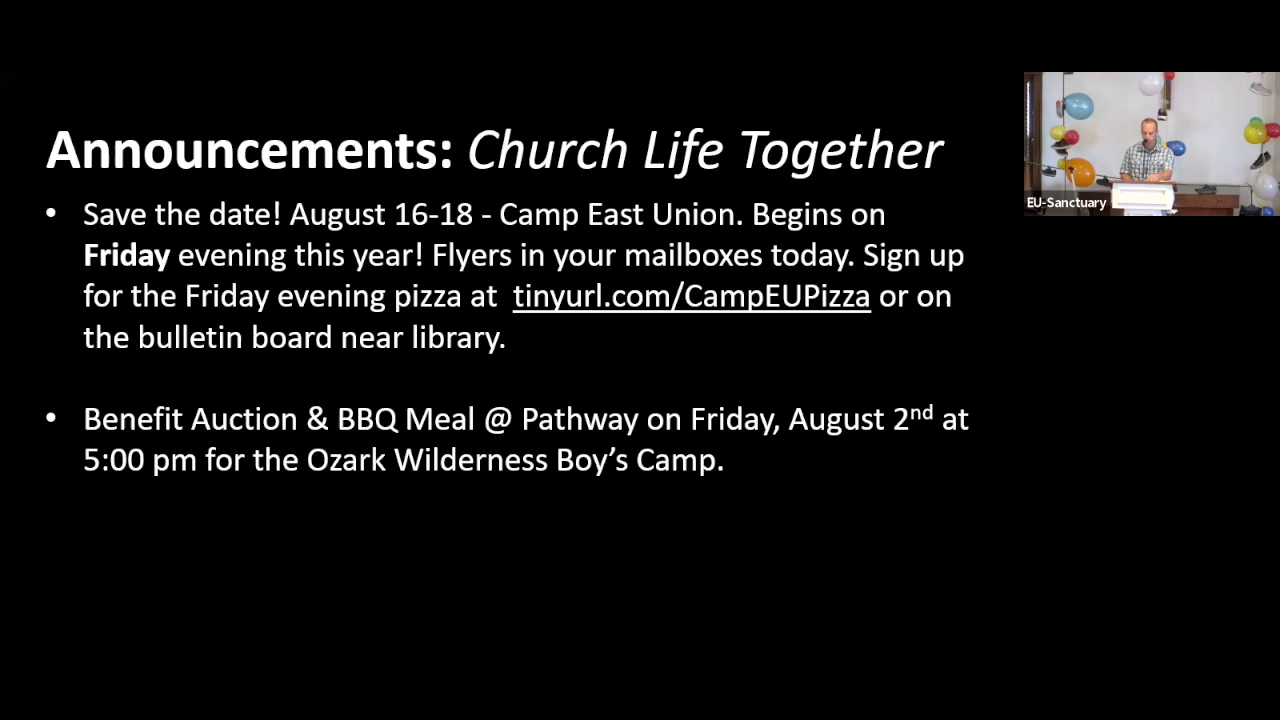 Announcements: Church Life Together
• Save the date! August 16-18 - Camp East Union. Begins on
Friday evening this year! Flyers in your mailboxes today. Sign up
for the Friday evening pizza at tinyurl.com/CampEUPizza or on
the bulletin board near library.
• Benefit Auction & BBQ Meal @ Pathway on Friday, August 2nd at
5:00 pm for the Ozark Wilderness Boy’s Camp.
EU-Sanctuary